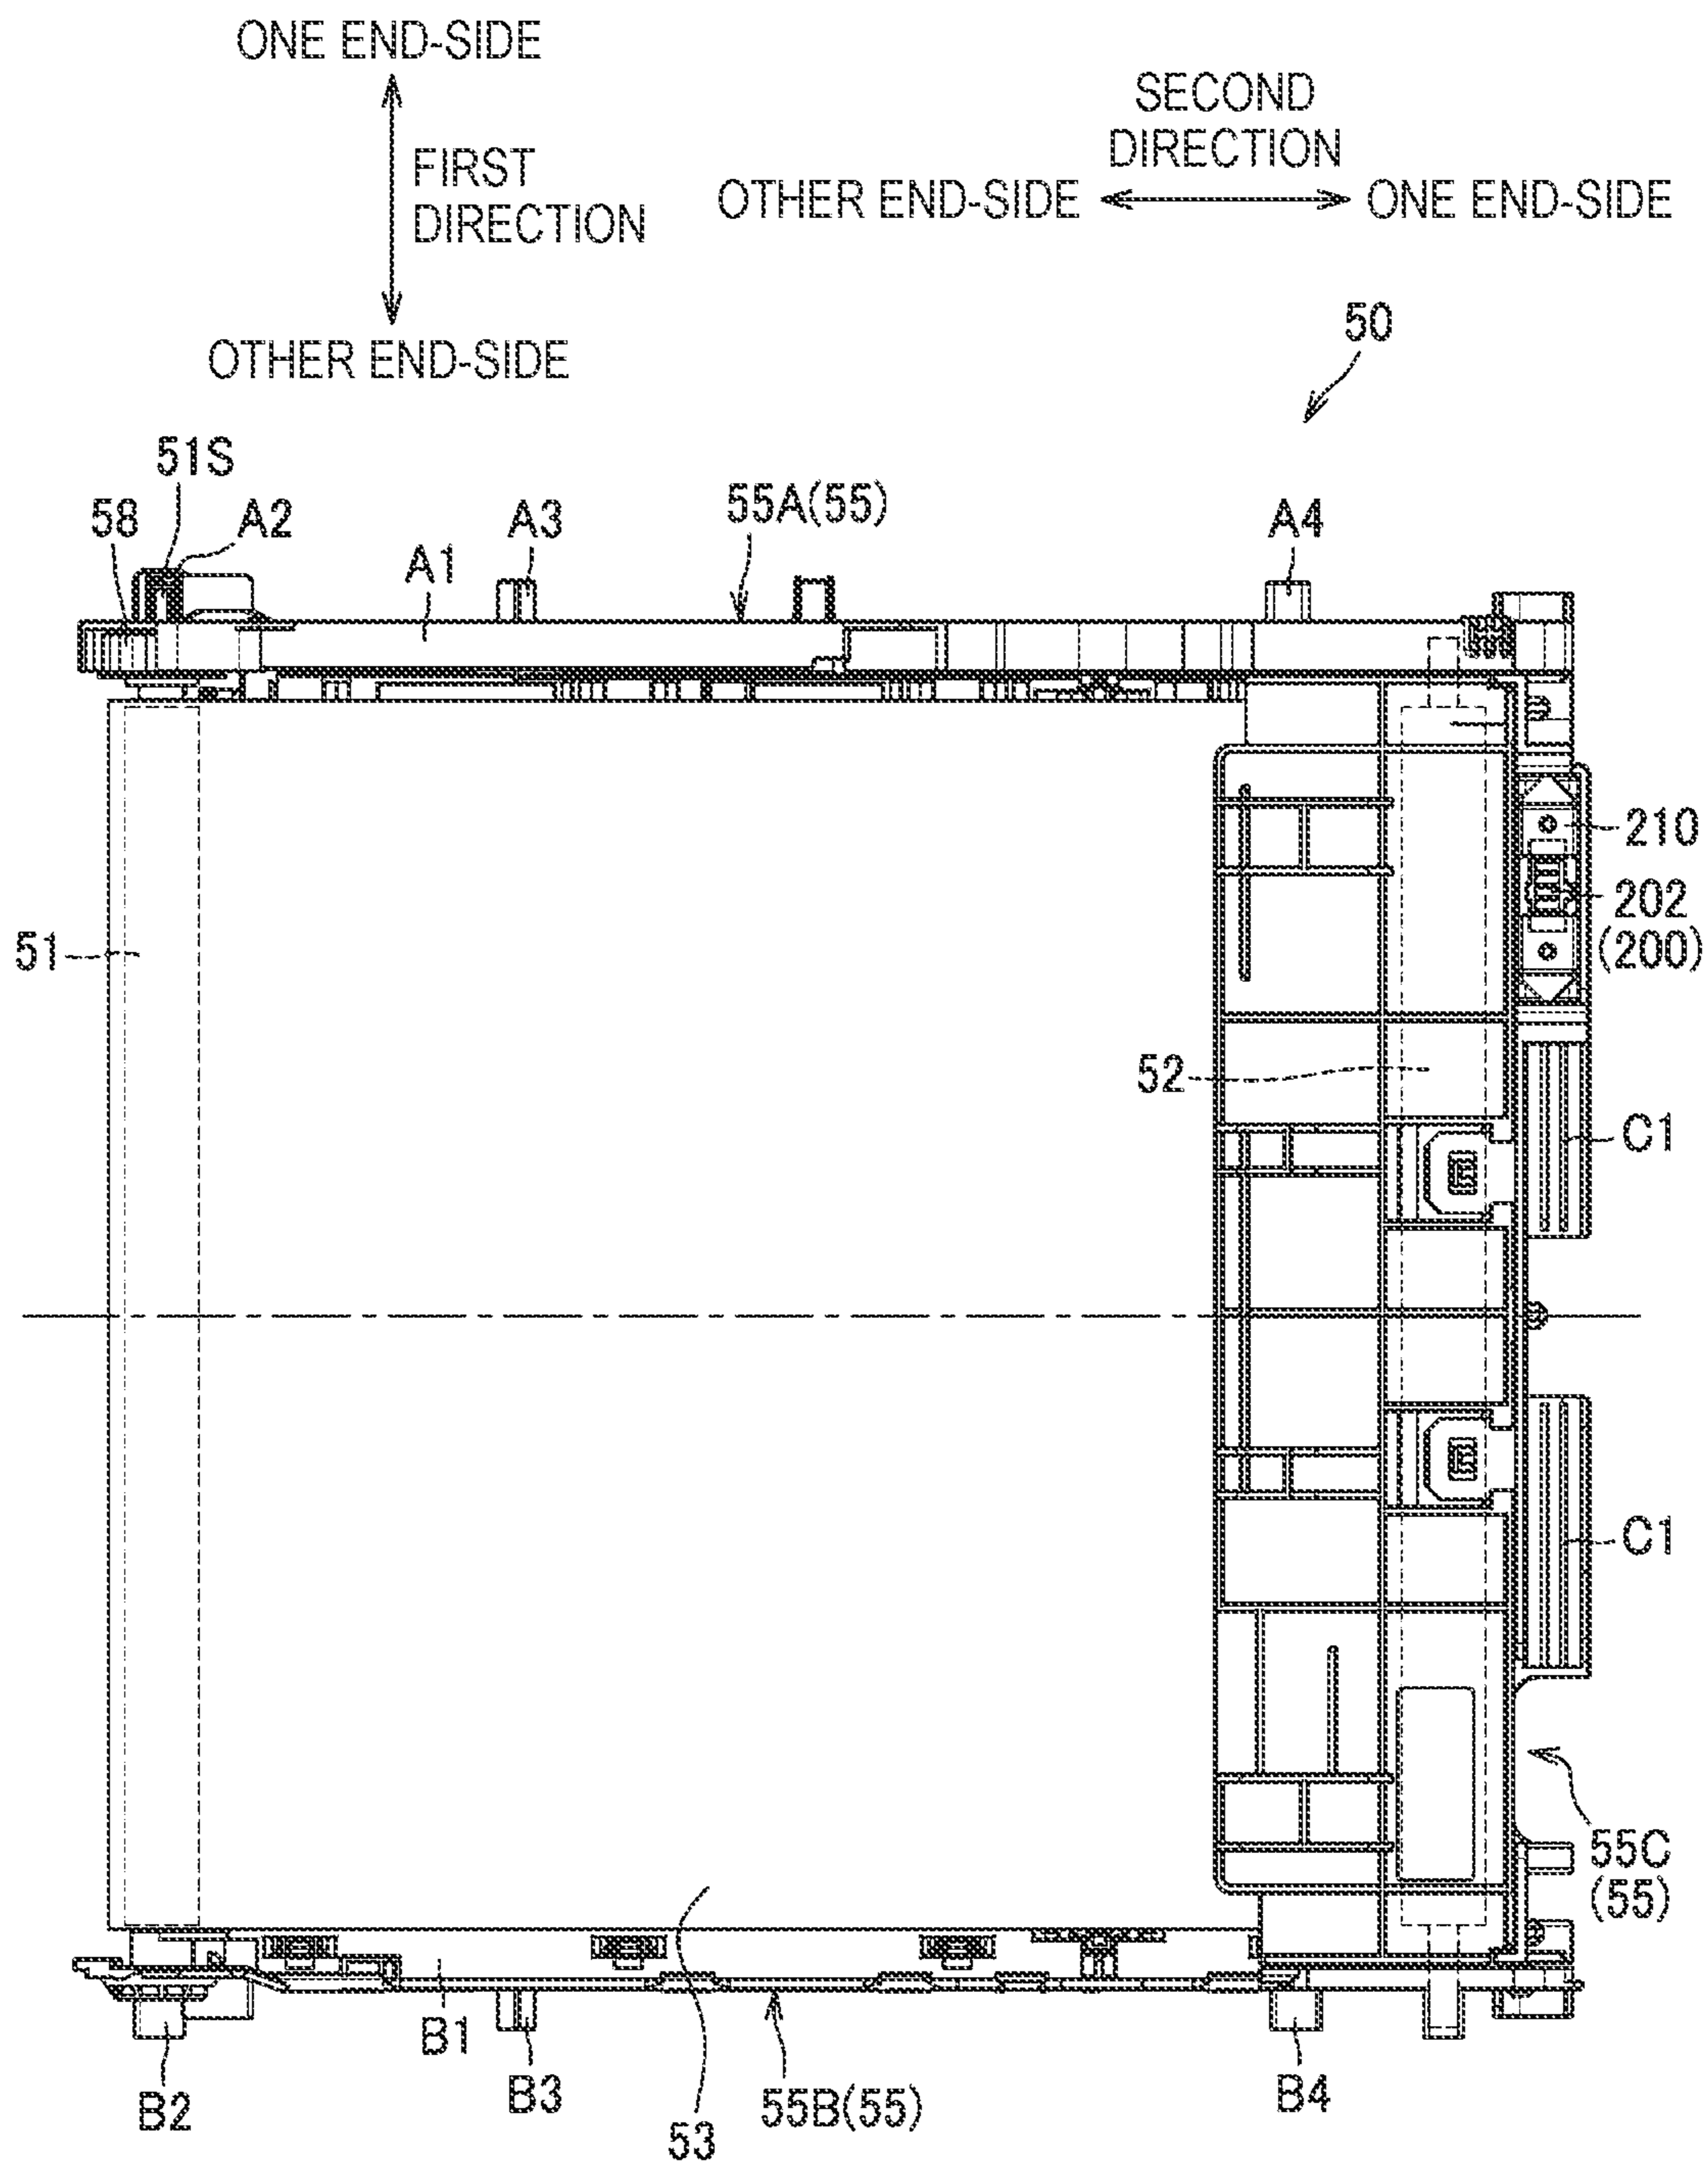 ONE END-SIDE
FIRST
DIRECTION
OTHER END-SIDE
SECOND
DIRECTION
OTHER END-SIDE
ONE END-SIDE
50
51S
58
A2
A1
A3
55A(55)
A4
210
202
(200)
51
52
C1
C1
55C
(55)
B2
B1
B3
53
55B(55)
B4